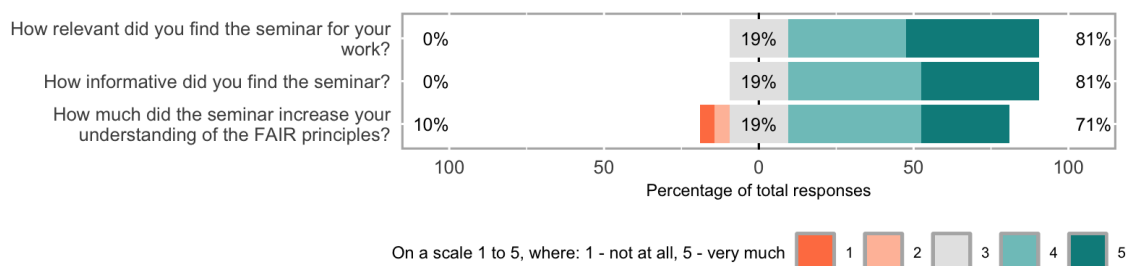 How relevant did you find the seminar for your
work?
0%
19%
81%
How informative did you find the seminar?
0%
19%
81%
How much did the seminar increase your
understanding of the FAIR principles?
10%
19%
71%
100
50
0
50
100
Percentage of total responses
On a scale 1 to 5, where: 1 - not at all, 5 - very much
1
2
3
4
5